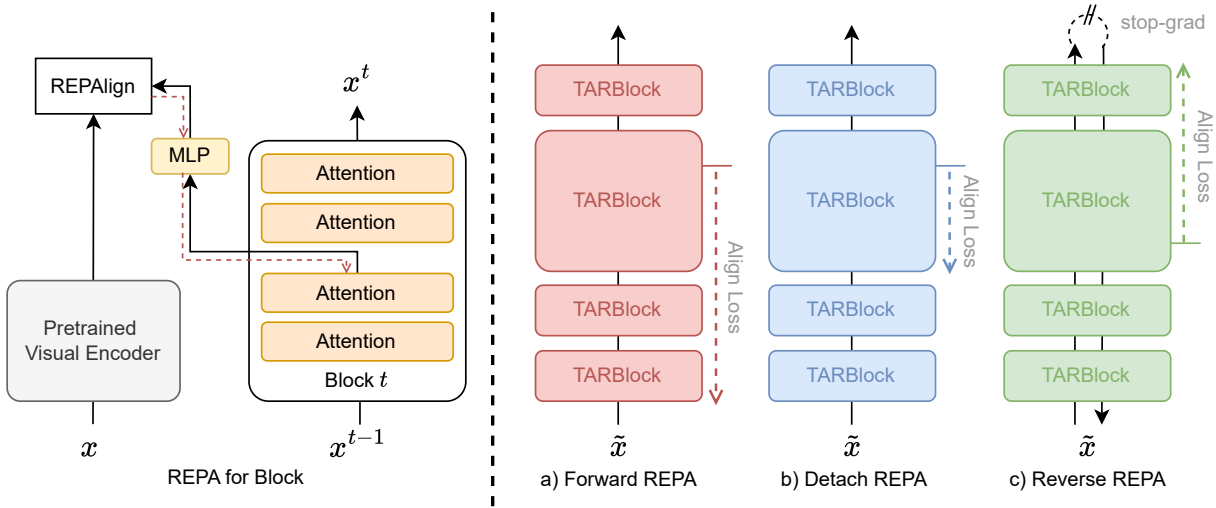 REPAlign
MLP
Pretrained
Visual Encoder
x
x^t
Attention
Attention
Attention
Attention
Block t
x^{t-1}
REPA for Block
TARBlock
TARBlock
TARBlock
TARBlock
Align Loss
x̃
a) Forward REPA
TARBlock
TARBlock
TARBlock
TARBlock
Align Loss
x̃
b) Detach REPA
stop-grad
TARBlock
TARBlock
TARBlock
TARBlock
Align Loss
x̃
c) Reverse REPA